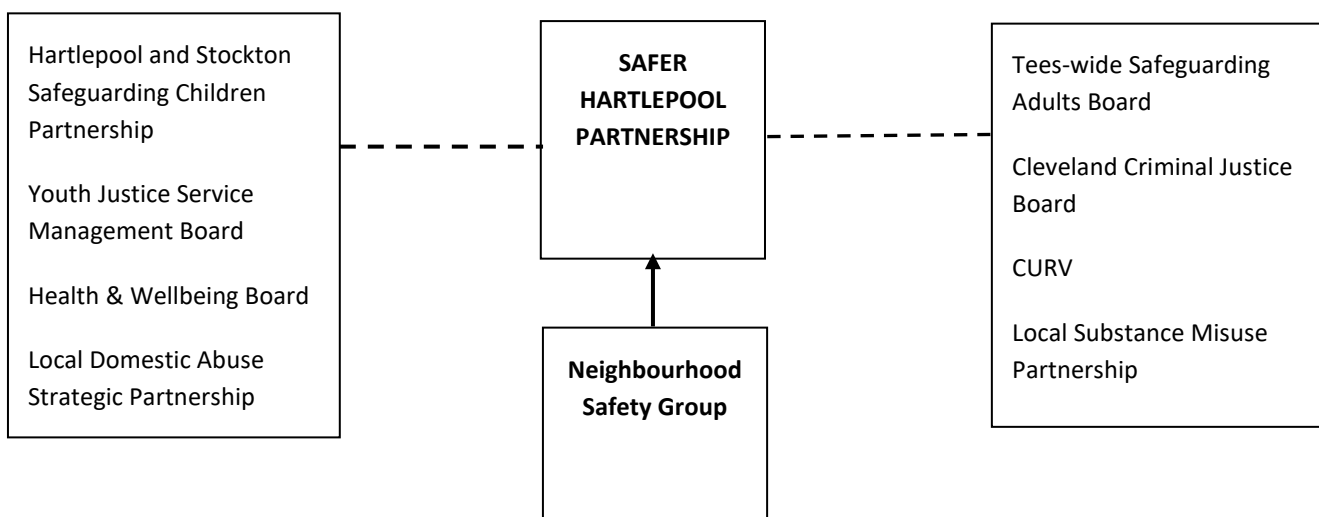 Hartlepool and Stockton
Safeguarding Children
Partnership
Youth Justice Service
Management Board
Health & Wellbeing Board
Local Domestic Abuse
Strategic Partnership
SAFER
HARTLEPOOL
PARTNERSHIP
Neighbourhood
Safety Group
Tees-wide Safeguarding
Adults Board
Cleveland Criminal Justice
Board
CURV
Local Substance Misuse
Partnership